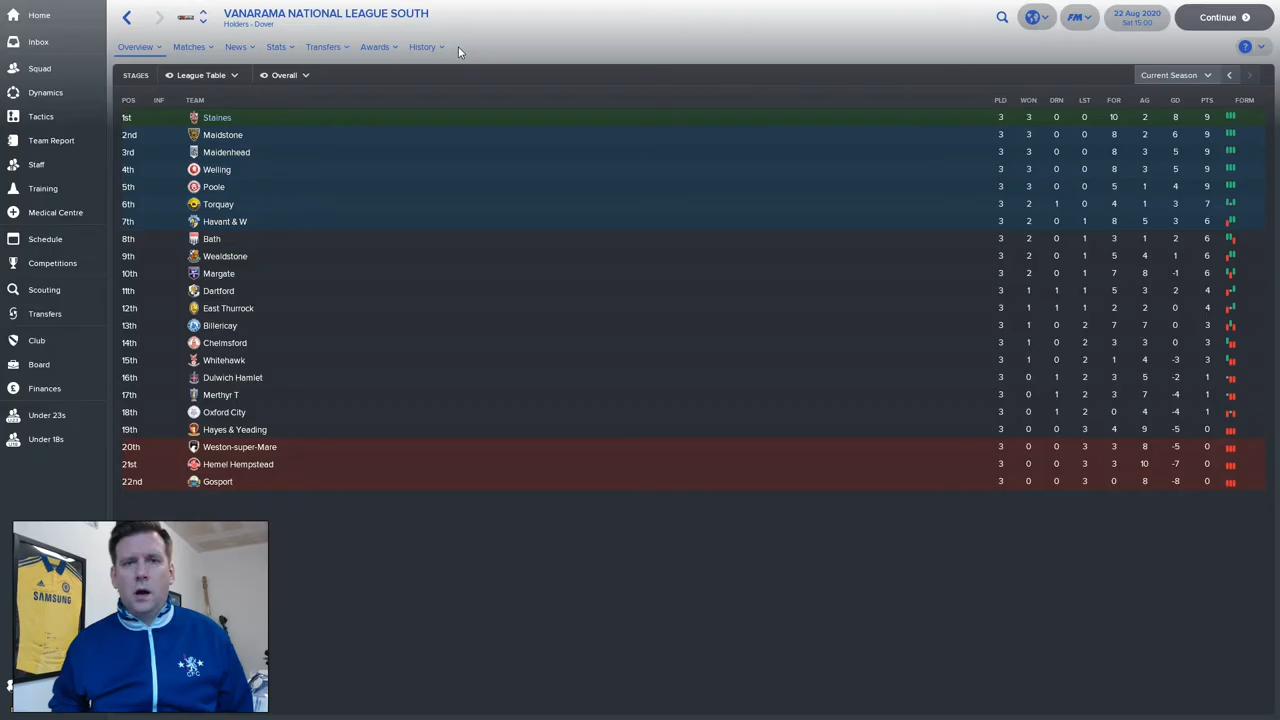 VANARAMA NATIONAL LEAGUE SOUTH
Holders - Dover
22 Aug 2020
Sat 15:00
FM
Continue
Home
Inbox
Squad
Dynamics
Tactics
Team Report
Staff
Training
Medical Centre
Schedule
Competitions
Scouting
Transfers
Club
Board
Finances
Under 23s
Under 18s
Overview Matches News Stats Transfers Awards History ?
STAGES League Table Overall Current Season
POS INF TEAM PLD WON DRN LST FOR AG GD PTS FORM
1st Staines 3 3 0 0 10 2 8 9
2nd Maidstone 3 3 0 0 8 2 6 9
3rd Maidenhead 3 3 0 0 8 3 5 9
4th Welling 3 3 0 0 8 3 5 9
5th Poole 3 3 0 0 5 1 4 9
6th Torquay 3 2 1 0 4 1 3 7
7th Havant & W 3 2 0 1 8 5 3 6
8th Bath 3 2 0 1 3 1 2 6
9th Wealdstone 3 2 0 1 5 4 1 6
10th Margate 3 2 0 1 7 8 -1 6
11th Dartford 3 1 1 1 5 3 2 4
12th East Thurrock 3 1 1 1 2 2 0 4
13th Billericay 3 1 0 2 7 7 0 3
14th Chelmsford 3 1 0 2 3 3 0 3
15th Whitehawk 3 1 0 2 1 4 -3 3
16th Dulwich Hamlet 3 0 1 2 3 5 -2 1
17th Merthyr T 3 0 1 2 3 7 -4 1
18th Oxford City 3 0 1 2 0 4 -4 1
19th Hayes & Yeading 3 0 0 3 4 9 -5 0
20th Weston-super-Mare 3 0 0 3 3 8 -5 0
21st Hemel Hempstead 3 0 0 3 3 10 -7 0
22nd Gosport 3 0 0 3 0 8 -8 0
SAMSUNG
CFC